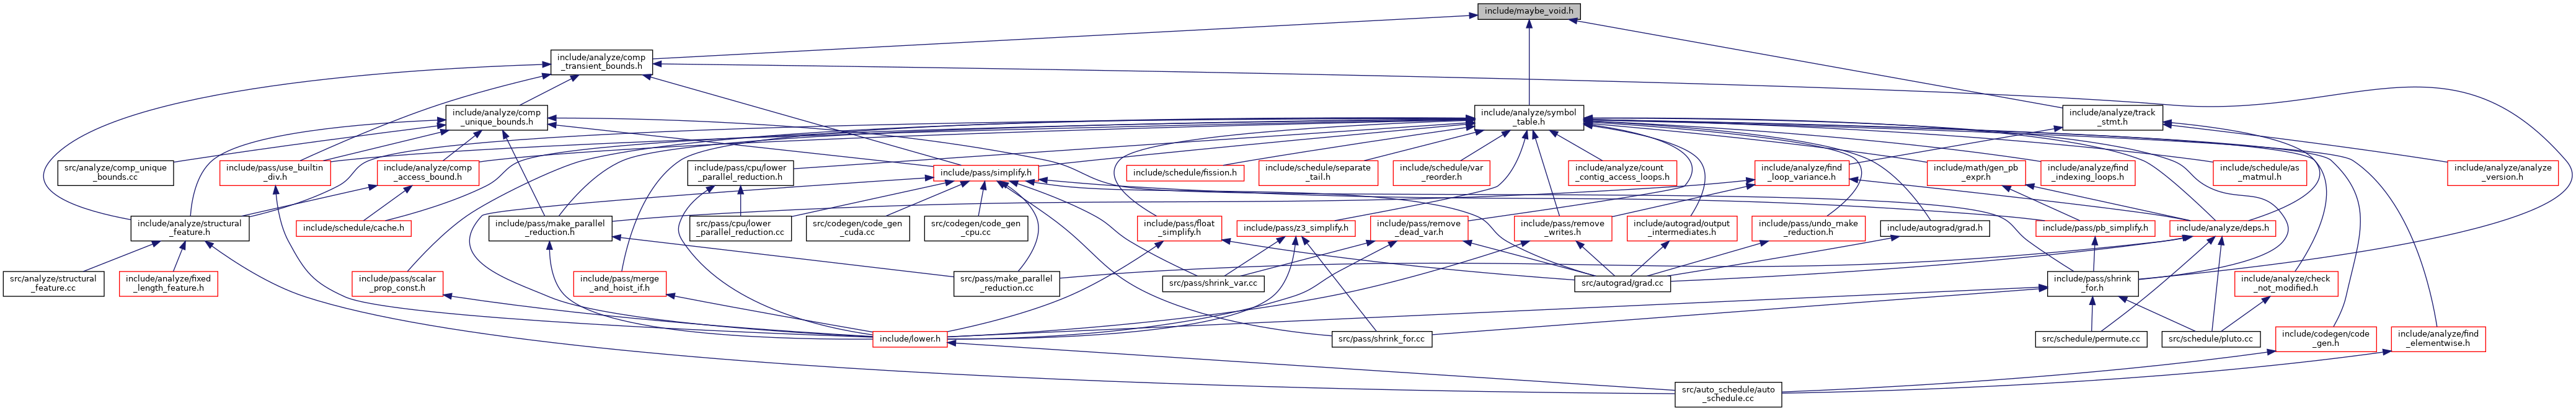 include/maybe_void.h
include/analyze/comp
_transient_bounds.h
include/analyze/comp
_unique_bounds.h
include/analyze/symbol
_table.h
include/analyze/track
_stmt.h
src/analyze/comp_unique
_bounds.cc
include/pass/use_builtin
_div.h
include/analyze/comp
_access_bound.h
include/pass/cpu/lower
_parallel_reduction.h
include/pass/simplify.h
include/schedule/fission.h
include/schedule/separate
_tail.h
include/schedule/var
_reorder.h
include/analyze/count
_contig_access_loops.h
include/analyze/find
_loop_variance.h
include/math/gen_pb
_expr.h
include/analyze/find
_indexing_loops.h
include/schedule/as
_matmul.h
include/analyze/analyze
_version.h
include/analyze/structural
_feature.h
include/schedule/cache.h
include/pass/make_parallel
_reduction.h
src/pass/cpu/lower
_parallel_reduction.cc
src/codegen/code_gen
_cuda.cc
src/codegen/code_gen
_cpu.cc
include/pass/float
_simplify.h
include/pass/z3_simplify.h
include/pass/remove
_dead_var.h
include/pass/remove
_writes.h
include/autograd/output
_intermediates.h
include/pass/undo_make
_reduction.h
include/autograd/grad.h
include/pass/pb_simplify.h
include/analyze/deps.h
src/analyze/structural
_feature.cc
include/analyze/fixed
_length_feature.h
include/pass/scalar
_prop_const.h
include/pass/merge
_and_hoist_if.h
src/pass/make_parallel
_reduction.cc
src/pass/shrink_var.cc
src/autograd/grad.cc
include/pass/shrink
_for.h
include/analyze/check
_not_modified.h
include/lower.h
src/pass/shrink_for.cc
src/schedule/permute.cc
src/schedule/pluto.cc
include/codegen/code
_gen.h
include/analyze/find
_elementwise.h
src/auto_schedule/auto
_schedule.cc